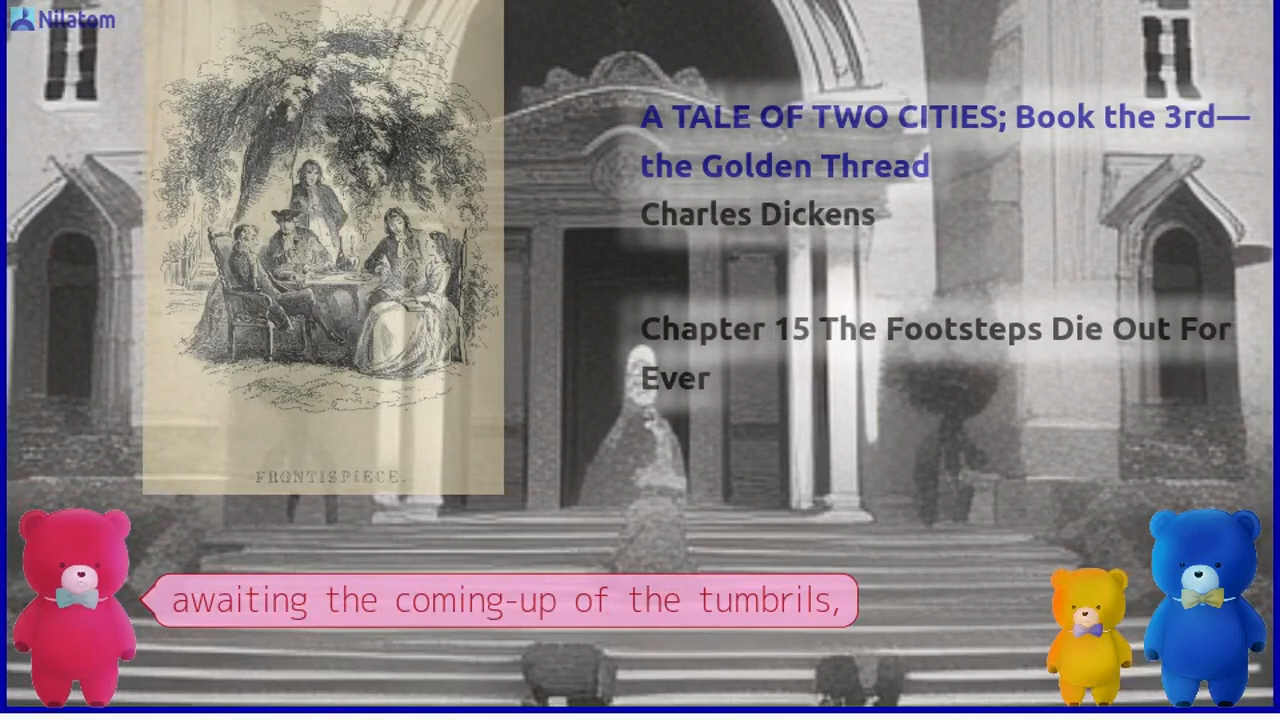 Nilatom
A TALE OF TWO CITIES; Book the 3rd—
the Golden Thread
Charles Dickens
Chapter 15 The Footsteps Die Out For
Ever
FRONTISPIECE.
awaiting the coming-up of the tumbrils,